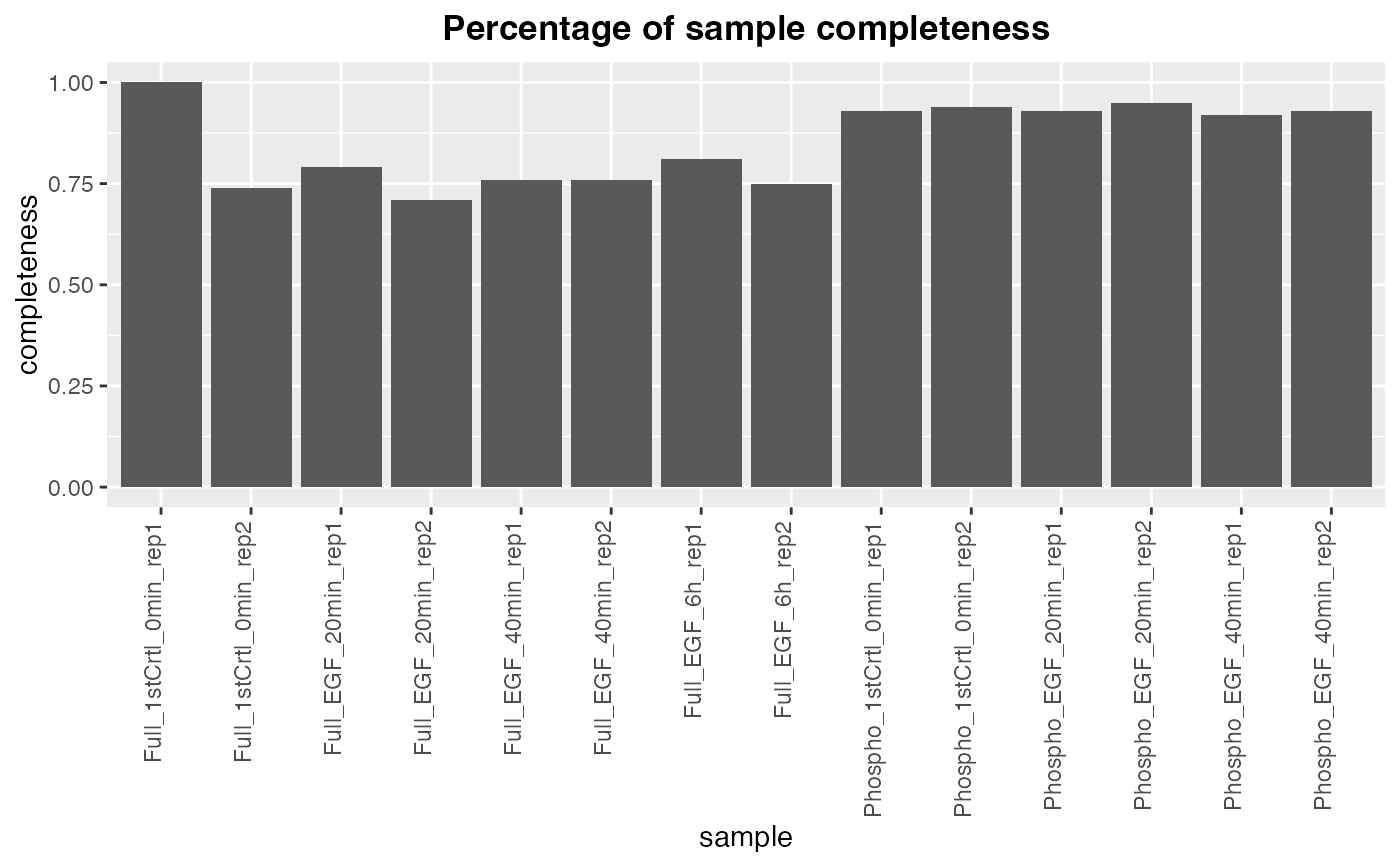 Percentage of sample completeness
completeness
1.00
0.75
0.50
0.25
0.00
Full_1stCrtl_0min_rep1
Full_1stCrtl_0min_rep2
Full_EGF_20min_rep1
Full_EGF_20min_rep2
Full_EGF_40min_rep1
Full_EGF_40min_rep2
Full_EGF_6h_rep1
Full_EGF_6h_rep2
Phospho_1stCrtl_0min_rep1
Phospho_1stCrtl_0min_rep2
Phospho_EGF_20min_rep1
Phospho_EGF_20min_rep2
Phospho_EGF_40min_rep1
Phospho_EGF_40min_rep2
sample